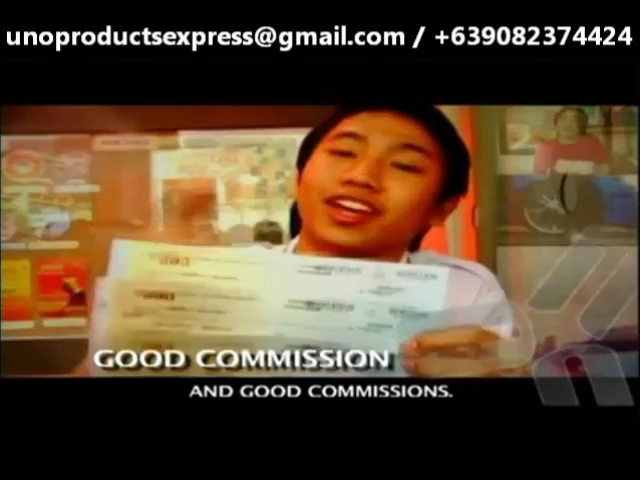 unoproductsexpress@gmail.com / +639082374424
GOOD COMMISSION
AND GOOD COMMISSIONS.